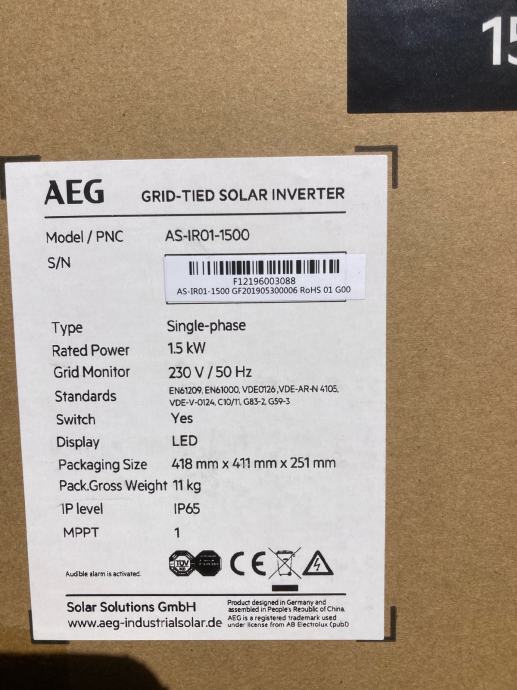 15
AEG GRID-TIED SOLAR INVERTER
Model / PNC AS-IR01-1500
S/N
F12196003088
AS-IR01-1500 GF201905300006 RoHS 01 G00
Type Single-phase
Rated Power 1.5 kW
Grid Monitor 230 V / 50 Hz
Standards EN61209, EN61000, VDE0126, VDE-AR-N 4105,
VDE-V-0124, C10/11, G83-2, G59-3
Switch Yes
Display LED
Packaging Size 418 mm x 411 mm x 251 mm
Pack.Gross Weight 11 kg
IP level IP65
MPPT 1
Audible alarm is activated.
TÜV
CE
Solar Solutions GmbH
www.aeg-industrialsolar.de
Product designed in Germany and
assembled in People's Republic of China.
AEG is a registered trademark used
under license from AB Electrolux (publ)